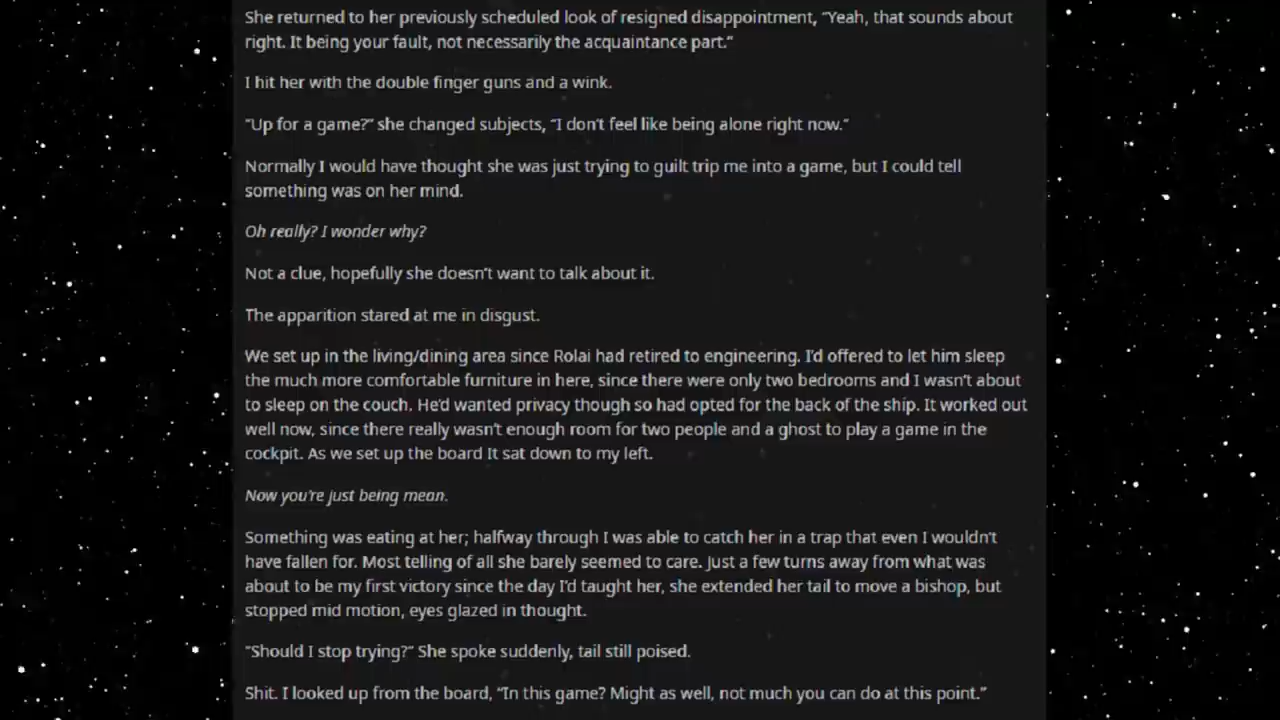 She returned to her previously scheduled look of resigned disappointment, “Yeah, that sounds about
right. It being your fault, not necessarily the acquaintance part.”
I hit her with the double finger guns and a wink.
“Up for a game?” she changed subjects, “I don’t feel like being alone right now.”
Normally I would have thought she was just trying to guilt trip me into a game, but I could tell
something was on her mind.
Oh really? I wonder why?
Not a clue, hopefully she doesn’t want to talk about it.
The apparition stared at me in disgust.
We set up in the living/dining area since Rolai had retired to engineering. I’d offered to let him sleep
the much more comfortable furniture in here, since there were only two bedrooms and I wasn’t about
to sleep on the couch. He’d wanted privacy though so had opted for the back of the ship. It worked out
well now, since there really wasn’t enough room for two people and a ghost to play a game in the
cockpit. As we set up the board It sat down to my left.
Now you’re just being mean.
Something was eating at her; halfway through I was able to catch her in a trap that even I wouldn’t
have fallen for. Most telling of all she barely seemed to care. Just a few turns away from what was
about to be my first victory since the day I’d taught her, she extended her tail to move a bishop, but
stopped mid motion, eyes glazed in thought.
“Should I stop trying?” She spoke suddenly, tail still poised.
Shit. I looked up from the board, “In this game? Might as well, not much you can do at this point.”